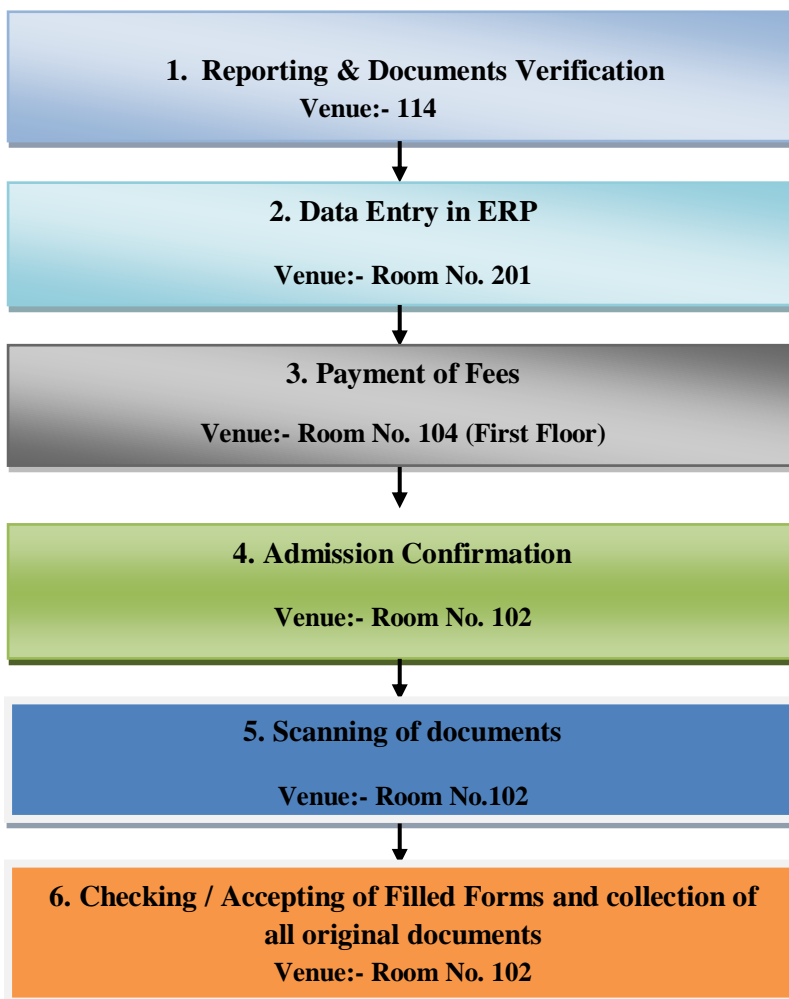 1. Reporting & Documents Verification
Venue:- 114
2. Data Entry in ERP
Venue:- Room No. 201
3. Payment of Fees
Venue:- Room No. 104 (First Floor)
4. Admission Confirmation
Venue:- Room No. 102
5. Scanning of documents
Venue:- Room No.102
6. Checking / Accepting of Filled Forms and collection of
all original documents
Venue:- Room No. 102